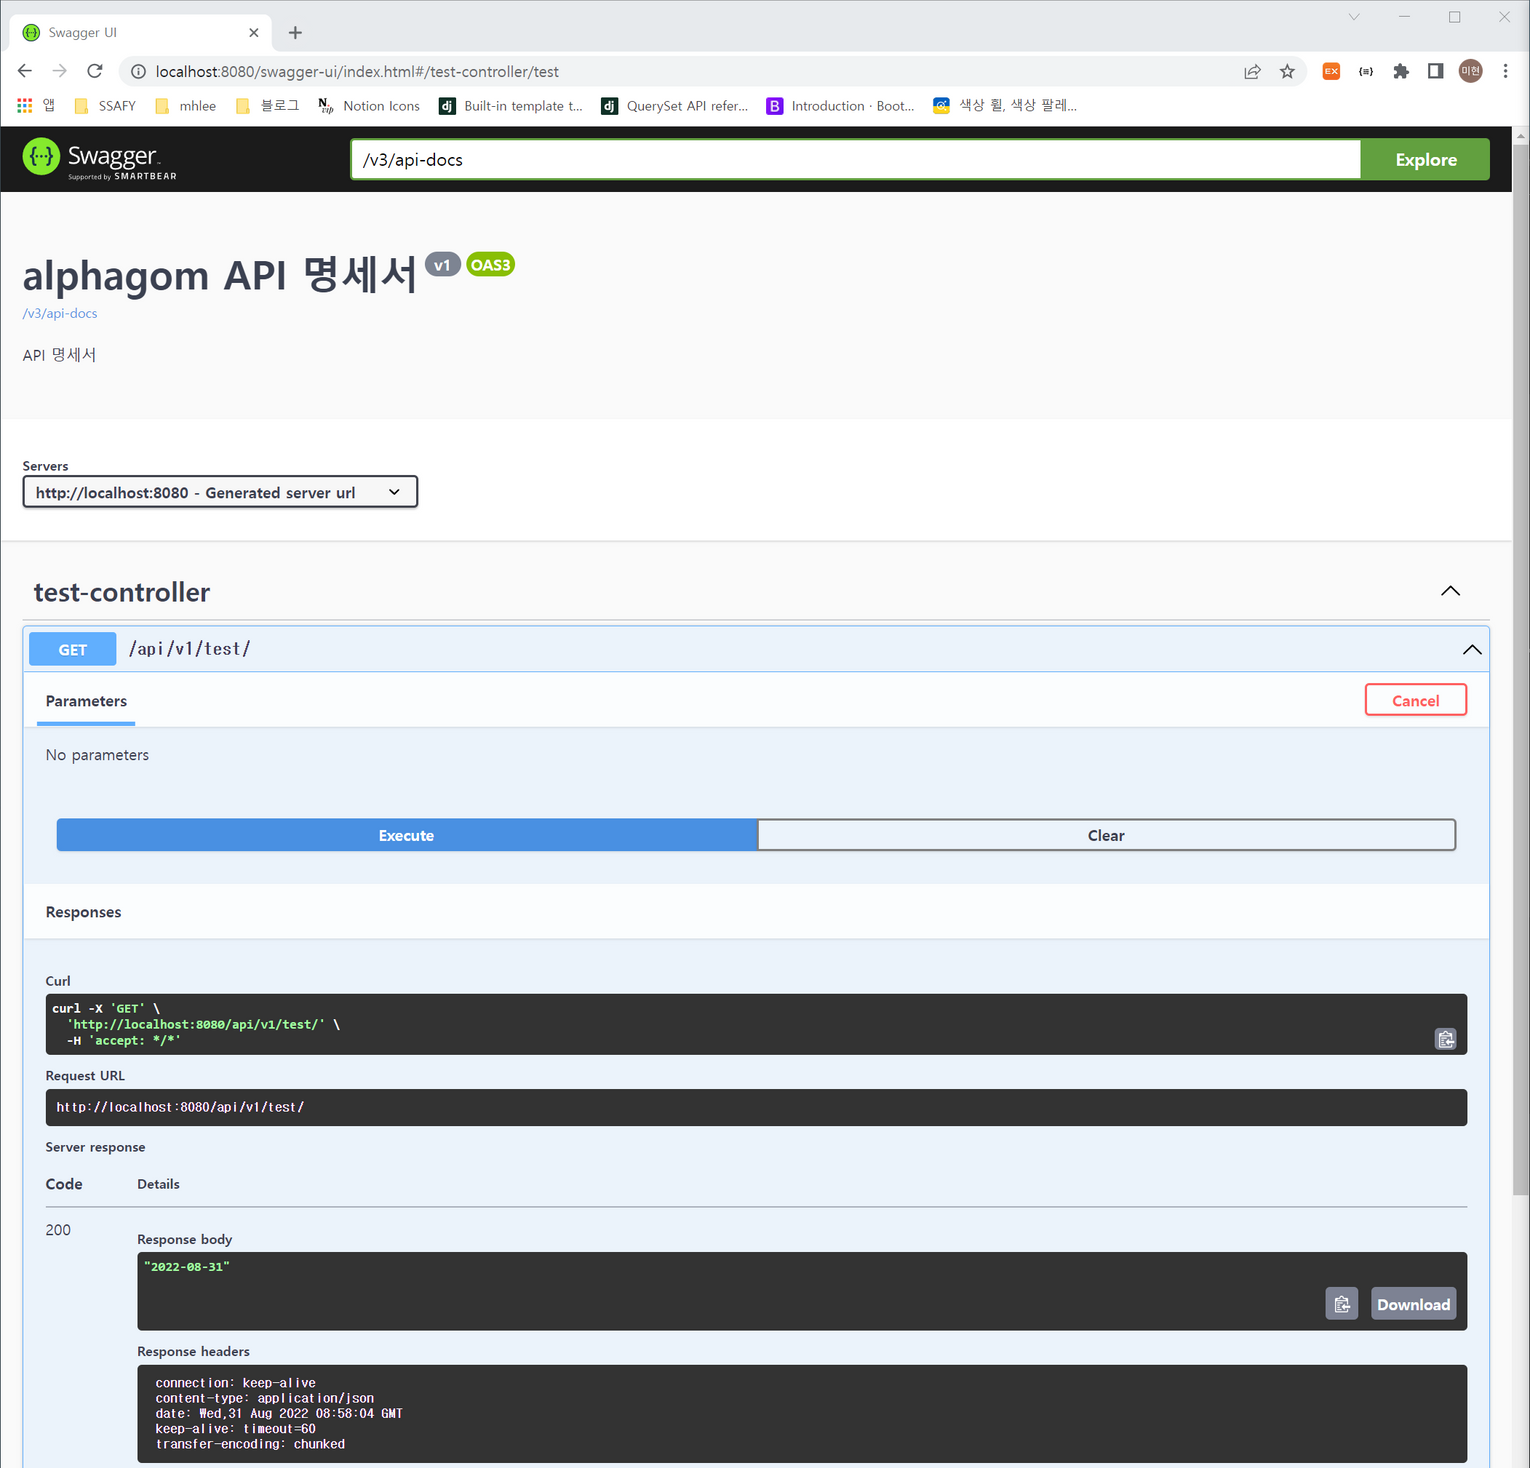 Swagger UI
localhost:8080/swagger-ui/index.html#/test-controller/test
EX
{≡}
미현
앱
SSAFY
mhlee
블로그
N vip
Notion Icons
dj
Built-in template t...
dj
QuerySet API refer...
B
Introduction · Boot...
색상 휠, 색상 팔레...
{···} Swagger
Supported by SMARTBEAR
/v3/api-docs
Explore
alphagom API 명세서 v1 OAS3
/v3/api-docs
API 명세서
Servers
http://localhost:8080 - Generated server url
test-controller
GET /api/v1/test/
Parameters
Cancel
No parameters
Execute
Clear
Responses
Curl
curl -X 'GET' \
'http://localhost:8080/api/v1/test/' \
-H 'accept: */*'
Request URL
http://localhost:8080/api/v1/test/
Server response
Code Details
200
Response body
"2022-08-31"
Download
Response headers
connection: keep-alive
content-type: application/json
date: Wed,31 Aug 2022 08:58:04 GMT
keep-alive: timeout=60
transfer-encoding: chunked